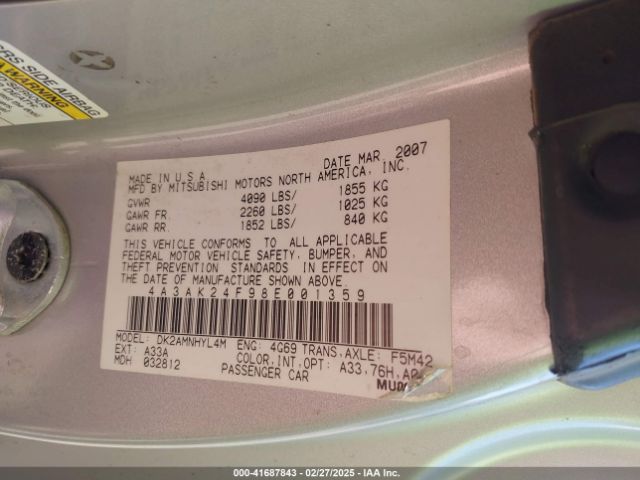 CRS SIDE AIRBAG
WARNING
DATE MAR. 2007
MADE IN U.S.A
MFD BY MITSUBISHI MOTORS NORTH AMERICA, INC.
GVWR 4090 LBS/ 1855 KG
GAWR FR. 2260 LBS/ 1025 KG
GAWR RR. 1852 LBS/ 840 KG
THIS VEHICLE CONFORMS TO ALL APPLICABLE
FEDERAL MOTOR VEHICLE SAFETY, BUMPER, AND
THEFT PREVENTION STANDARDS IN EFFECT ON
THE DATE OF MANUFACTURE SHOWN ABOVE.
4A3AK24F98E001359
MODEL: DK2AMNHYL4M ENG: 4G69 TRANS,AXLE: F5M42
EXT: A33A COLOR,INT,OPT: A33,76H,A04
MDH 032812 PASSENGER CAR
000-41687843 / 02/27/2025 - IAA Inc.